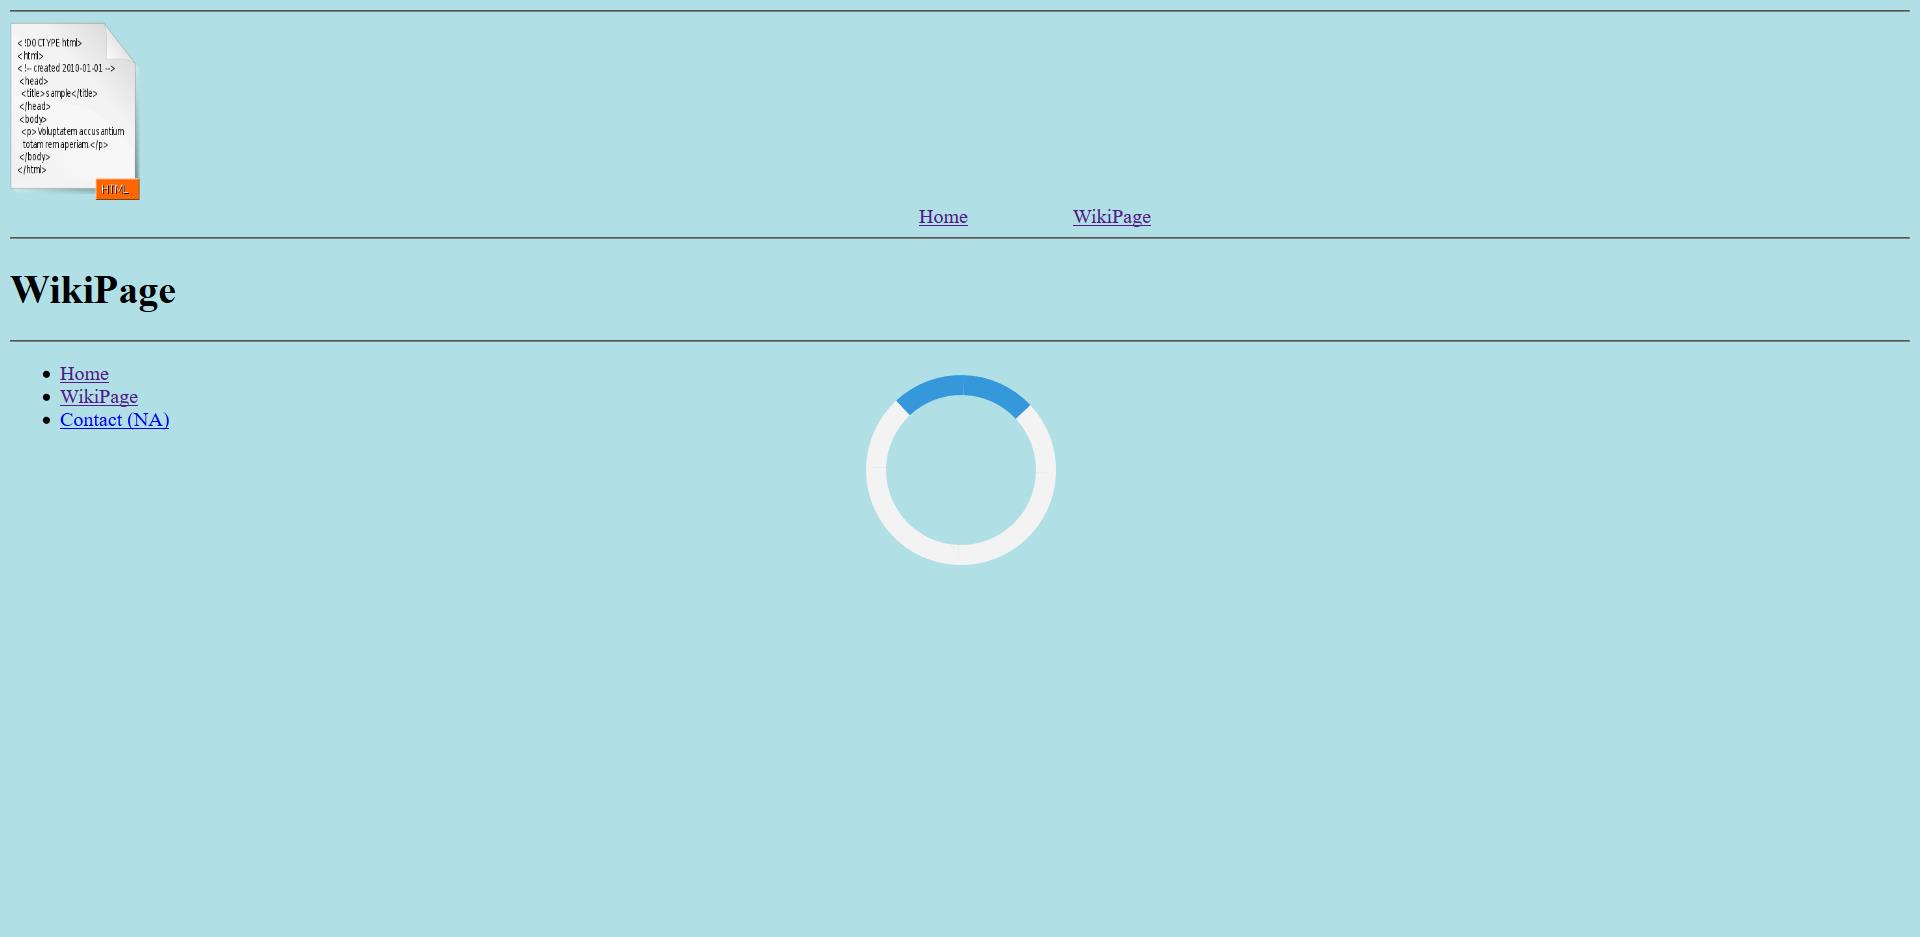 <!DOCTYPE html>
<html>
<!-- created 2010-01-01 -->
<head>
<title>sample</title>
</head>
<body>
<p>Voluptatem accusantium
totam rem aperiam.</p>
</body>
</html>
HTML
Home WikiPage
WikiPage
Home
WikiPage
Contact (NA)